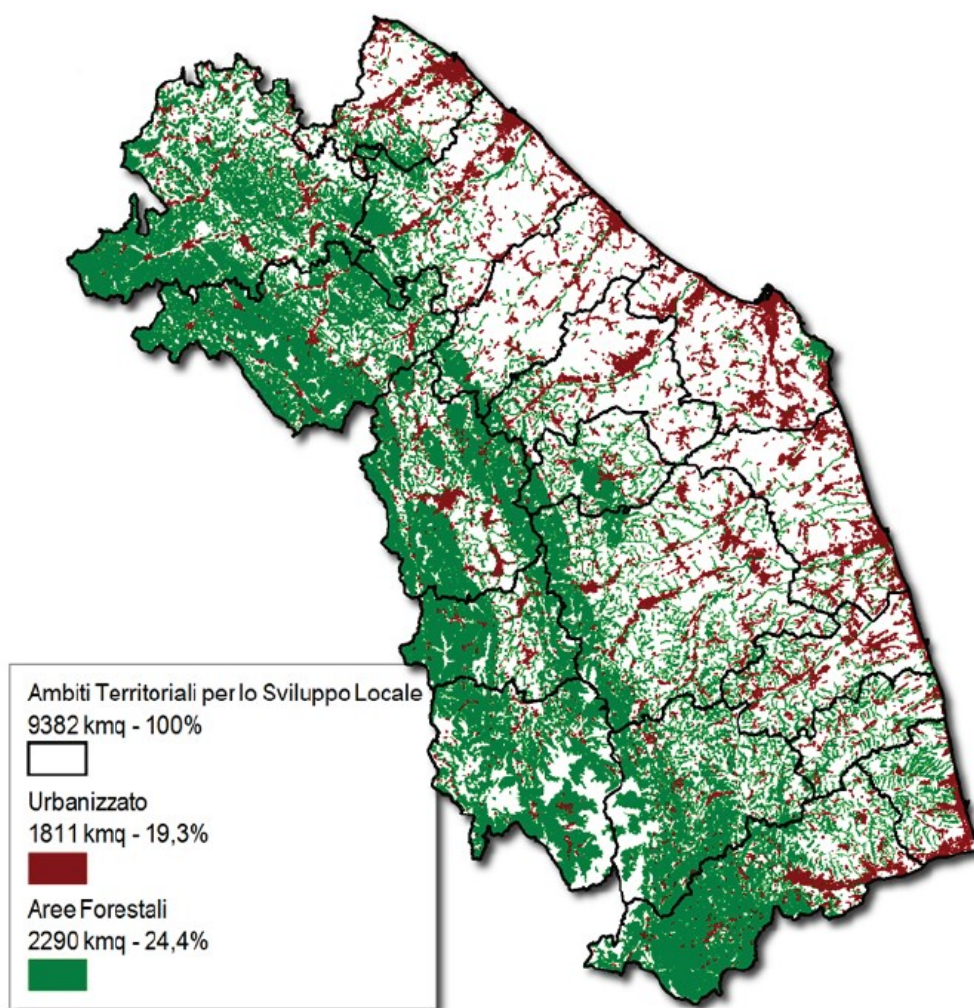 Ambiti Territoriali per lo Sviluppo Locale
9382 kmq - 100%
Urbanizzato
1811 kmq - 19,3%
Aree Forestali
2290 kmq - 24,4%